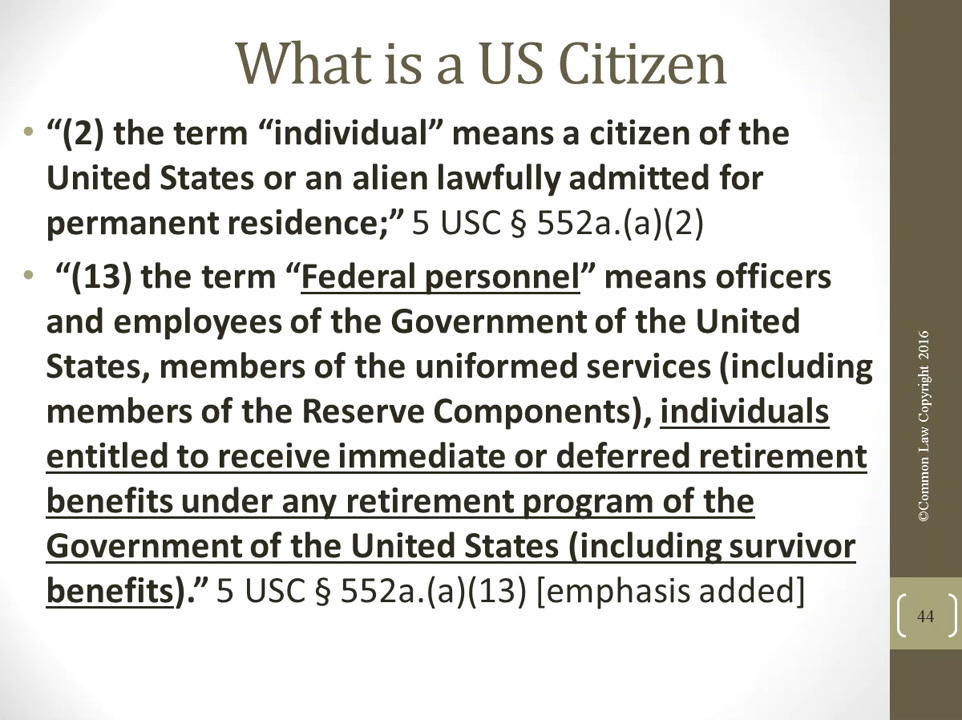 What is a US Citizen
• “(2) the term “individual” means a citizen of the
United States or an alien lawfully admitted for
permanent residence;” 5 USC § 552a.(a)(2)
• “(13) the term “Federal personnel” means officers
and employees of the Government of the United
States, members of the uniformed services (including
members of the Reserve Components), individuals
entitled to receive immediate or deferred retirement
benefits under any retirement program of the
Government of the United States (including survivor
benefits).” 5 USC § 552a.(a)(13) [emphasis added]
©Common Law Copyright 2016
44